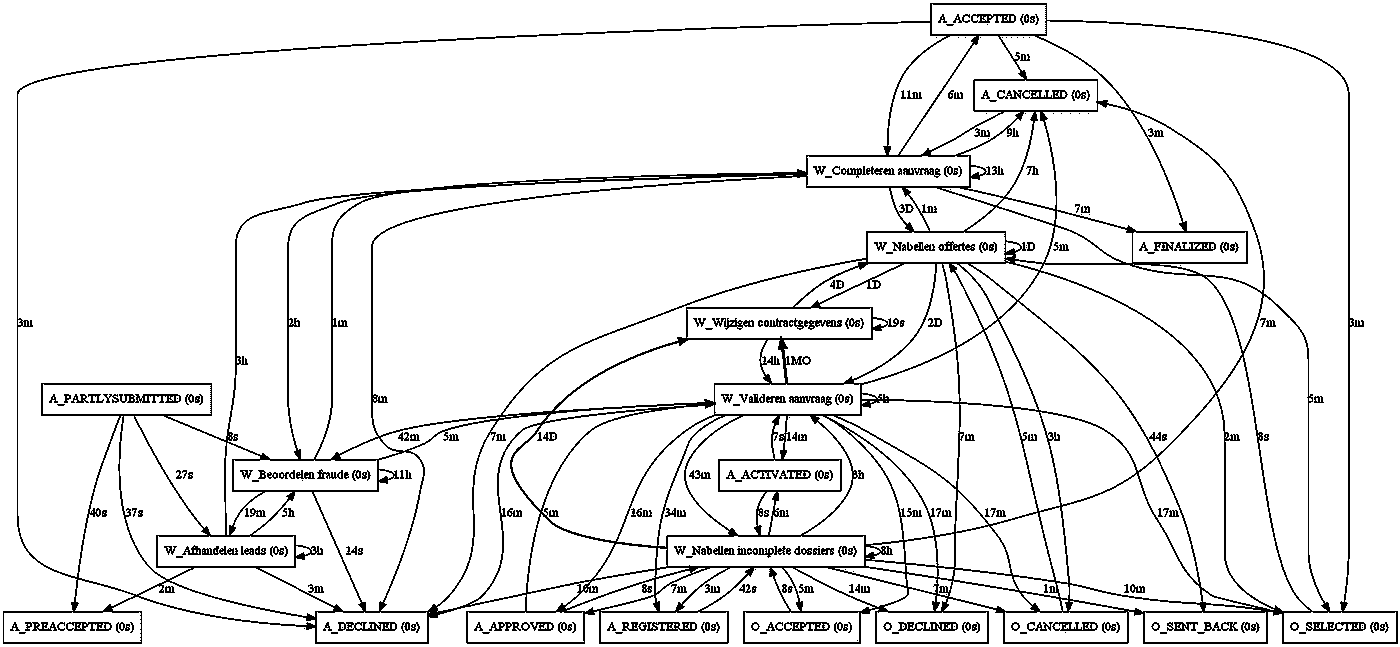 A_ACCEPTED (0s)
5m
11m
6m
A_CANCELLED (0s)
3m
9h
3m
W_Completeren aanvraag (0s)
13h
7h
3D
1m
7m
W_Nabellen offertes (0s)
1D
5m
A_FINALIZED (0s)
4D
1D
3m
2h
1m
W_Wijzigen contractgegevens (0s)
19s
2D
7m
3m
3h
14h
1MO
A_PARTLYSUBMITTED (0s)
8m
W_Valideren aanvraag (0s)
5h
5m
8s
42m
5m
7m
14D
7s
14m
7m
5m
3h
44s
2m
8s
27s
W_Beoordelen fraude (0s)
11h
43m
A_ACTIVATED (0s)
8h
40s
37s
19m
5h
16m
5m
16m
34m
8s
6m
15m
17m
17m
17m
W_Afhandelen leads (0s)
3h
14s
W_Nabellen incomplete dossiers (0s)
8h
2m
3m
10m
8s
7m
3m
42s
8s
5m
14m
1m
10m
A_PREACCEPTED (0s)
A_DECLINED (0s)
A_APPROVED (0s)
A_REGISTERED (0s)
O_ACCEPTED (0s)
O_DECLINED (0s)
O_CANCELLED (0s)
O_SENT_BACK (0s)
O_SELECTED (0s)